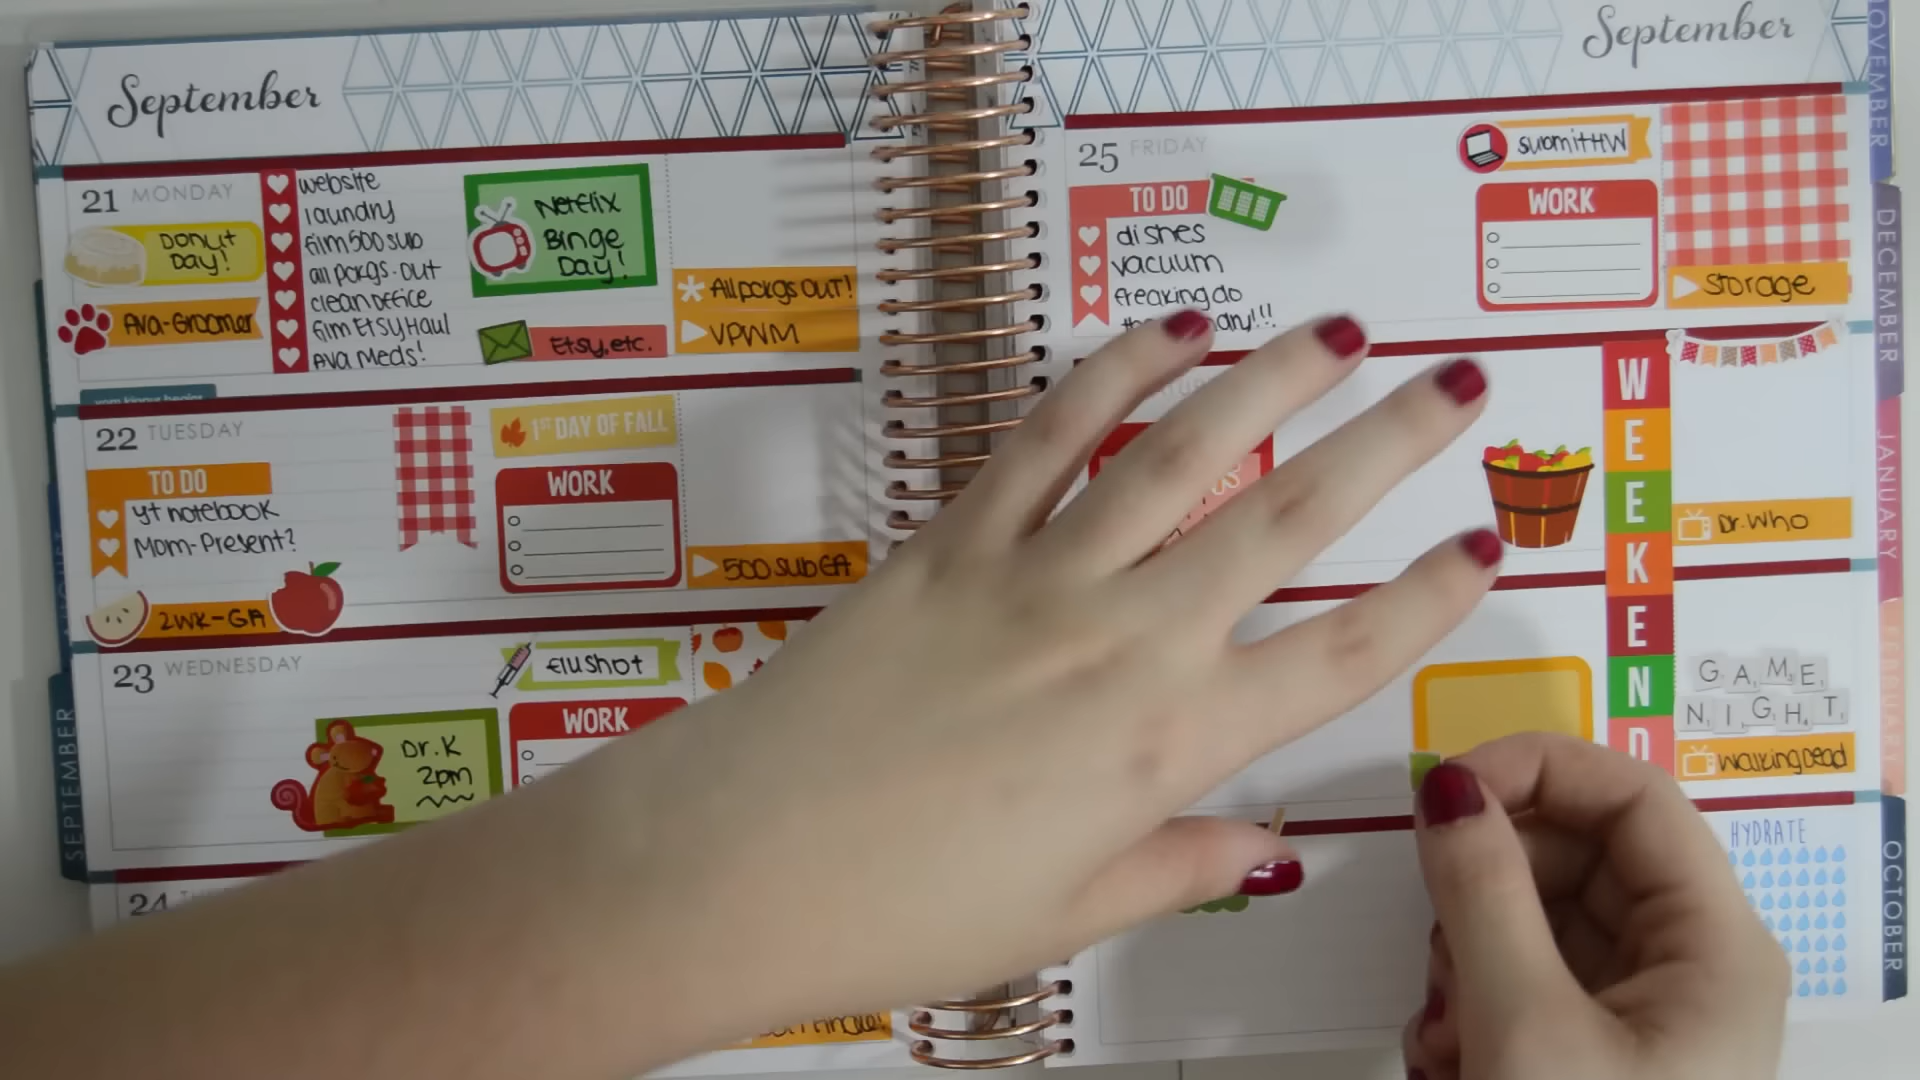 September
21 MONDAY
DONUT
DAY!
Ava-Groomer
website
laundry
film 500 sub
all pckgs. out
clean office
film Etsy Haul
Ava Meds!
Netflix
Binge
Day!
Etsy, etc.
* All pckgs OUT!
VPWM
22 TUESDAY
TO DO
yt notebook
Mom-Present?
2WK-GA
1ST DAY OF FALL
WORK
500 SUB GA
23 WEDNESDAY
Flu shot
Dr. K
2pm
WORK
24
SEPTEMBER
September
25 FRIDAY
TO DO
dishes
vacuum
freaking do
submit HW
WORK
Storage
WEEKEND
Dr. Who
GAME
NIGHT
Walking Dead
HYDRATE
NOVEMBER
DECEMBER
JANUARY
FEBRUARY
OCTOBER